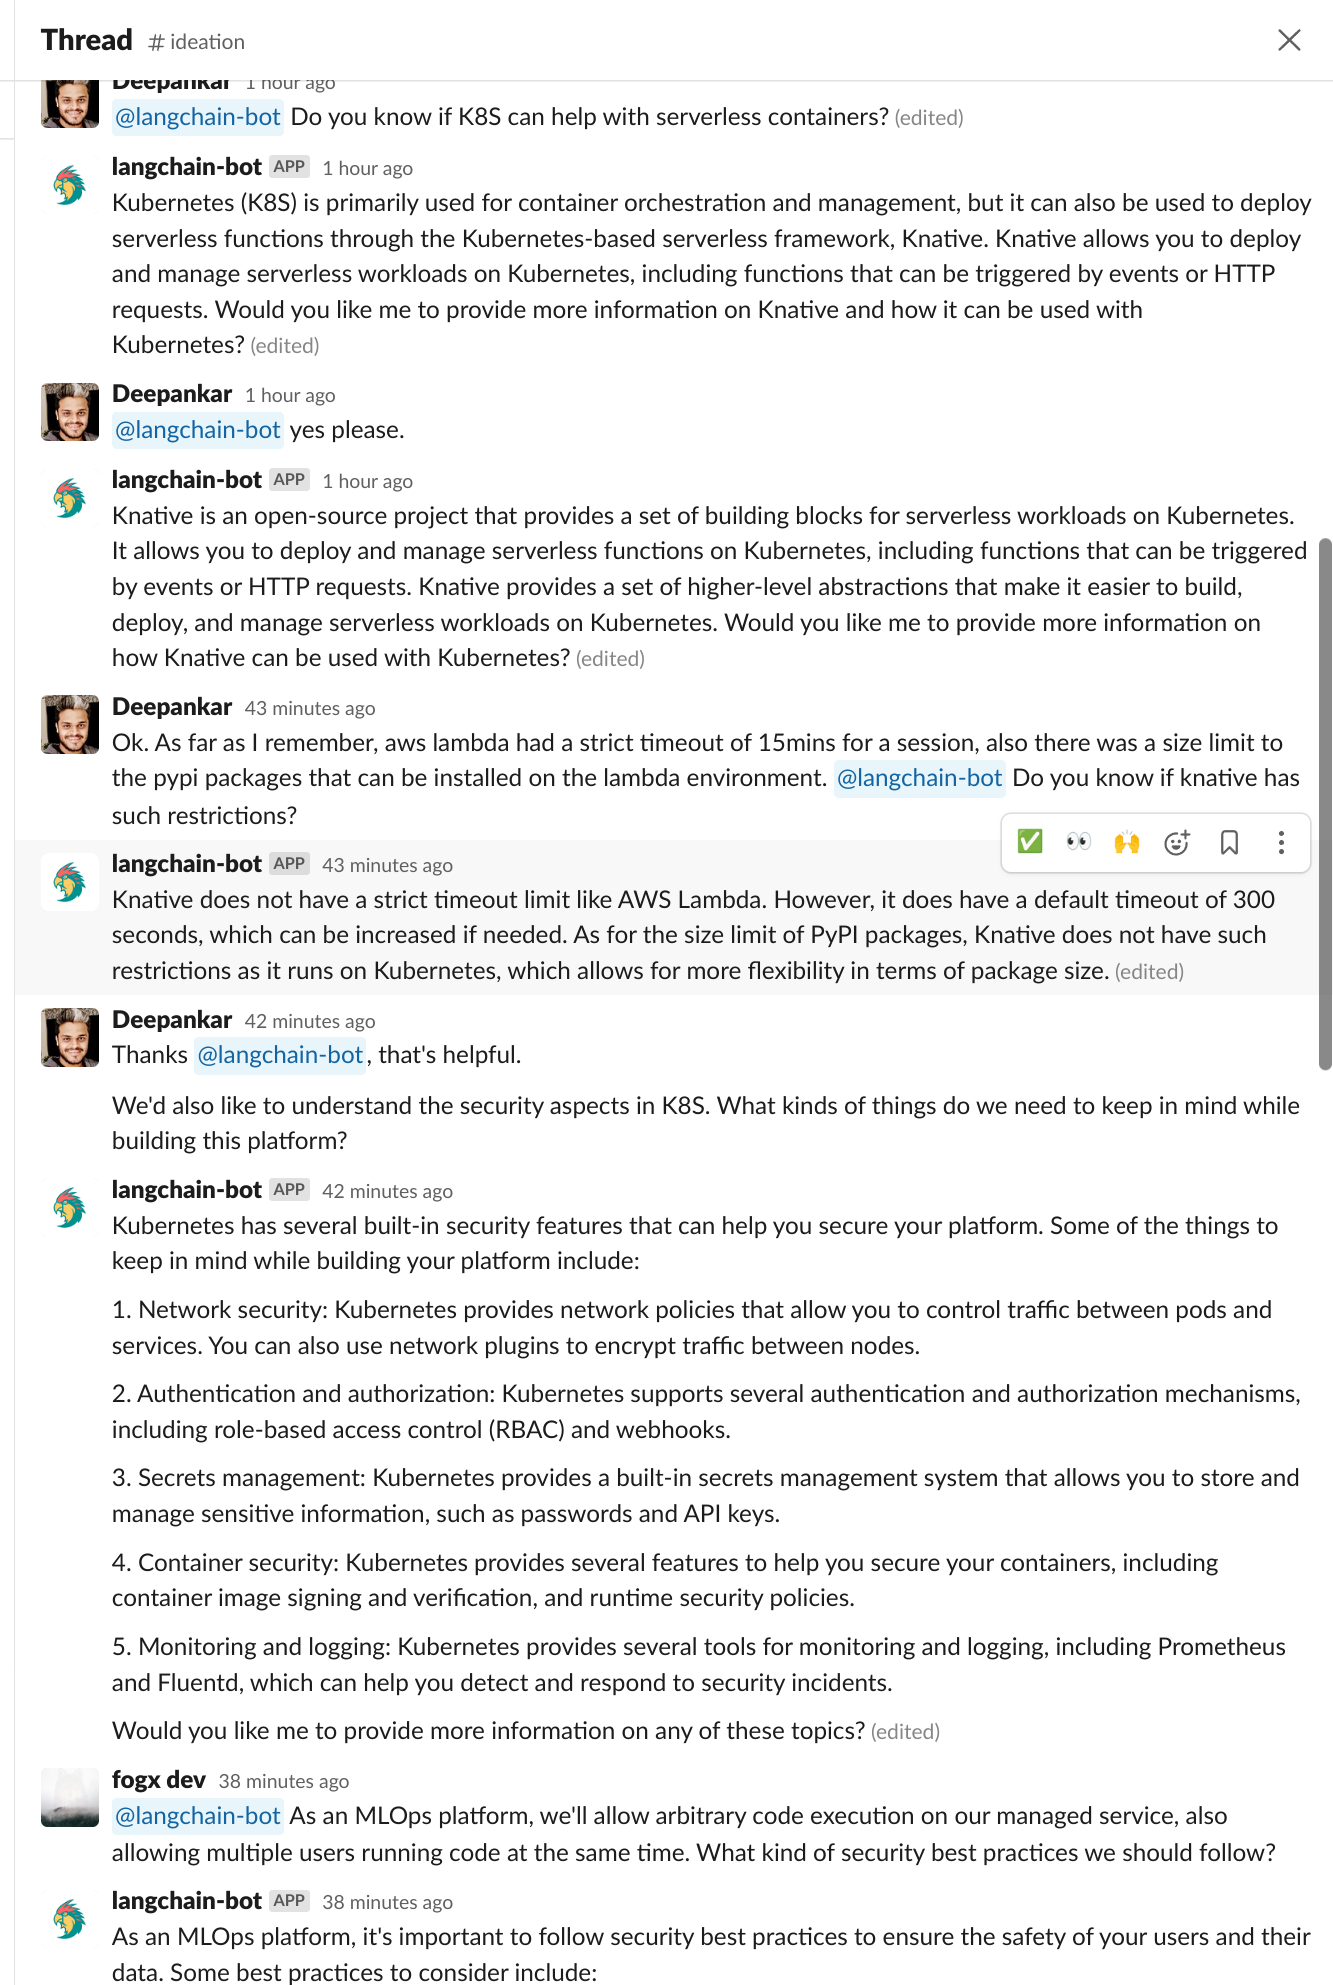 Thread # ideation
Deepankar 1 hour ago
@langchain-bot Do you know if K8S can help with serverless containers? (edited)
langchain-bot APP 1 hour ago
Kubernetes (K8S) is primarily used for container orchestration and management, but it can also be used to deploy
serverless functions through the Kubernetes-based serverless framework, Knative. Knative allows you to deploy
and manage serverless workloads on Kubernetes, including functions that can be triggered by events or HTTP
requests. Would you like me to provide more information on Knative and how it can be used with
Kubernetes? (edited)
Deepankar 1 hour ago
@langchain-bot yes please.
langchain-bot APP 1 hour ago
Knative is an open-source project that provides a set of building blocks for serverless workloads on Kubernetes.
It allows you to deploy and manage serverless functions on Kubernetes, including functions that can be triggered
by events or HTTP requests. Knative provides a set of higher-level abstractions that make it easier to build,
deploy, and manage serverless workloads on Kubernetes. Would you like me to provide more information on
how Knative can be used with Kubernetes? (edited)
Deepankar 43 minutes ago
Ok. As far as I remember, aws lambda had a strict timeout of 15mins for a session, also there was a size limit to
the pypi packages that can be installed on the lambda environment. @langchain-bot Do you know if knative has
such restrictions?
langchain-bot APP 43 minutes ago
Knative does not have a strict timeout limit like AWS Lambda. However, it does have a default timeout of 300
seconds, which can be increased if needed. As for the size limit of PyPI packages, Knative does not have such
restrictions as it runs on Kubernetes, which allows for more flexibility in terms of package size. (edited)
Deepankar 42 minutes ago
Thanks @langchain-bot, that's helpful.
We'd also like to understand the security aspects in K8S. What kinds of things do we need to keep in mind while
building this platform?
langchain-bot APP 42 minutes ago
Kubernetes has several built-in security features that can help you secure your platform. Some of the things to
keep in mind while building your platform include:
1. Network security: Kubernetes provides network policies that allow you to control traffic between pods and
services. You can also use network plugins to encrypt traffic between nodes.
2. Authentication and authorization: Kubernetes supports several authentication and authorization mechanisms,
including role-based access control (RBAC) and webhooks.
3. Secrets management: Kubernetes provides a built-in secrets management system that allows you to store and
manage sensitive information, such as passwords and API keys.
4. Container security: Kubernetes provides several features to help you secure your containers, including
container image signing and verification, and runtime security policies.
5. Monitoring and logging: Kubernetes provides several tools for monitoring and logging, including Prometheus
and Fluentd, which can help you detect and respond to security incidents.
Would you like me to provide more information on any of these topics? (edited)
fogx dev 38 minutes ago
@langchain-bot As an MLOps platform, we'll allow arbitrary code execution on our managed service, also
allowing multiple users running code at the same time. What kind of security best practices we should follow?
langchain-bot APP 38 minutes ago
As an MLOps platform, it's important to follow security best practices to ensure the safety of your users and their
data. Some best practices to consider include: